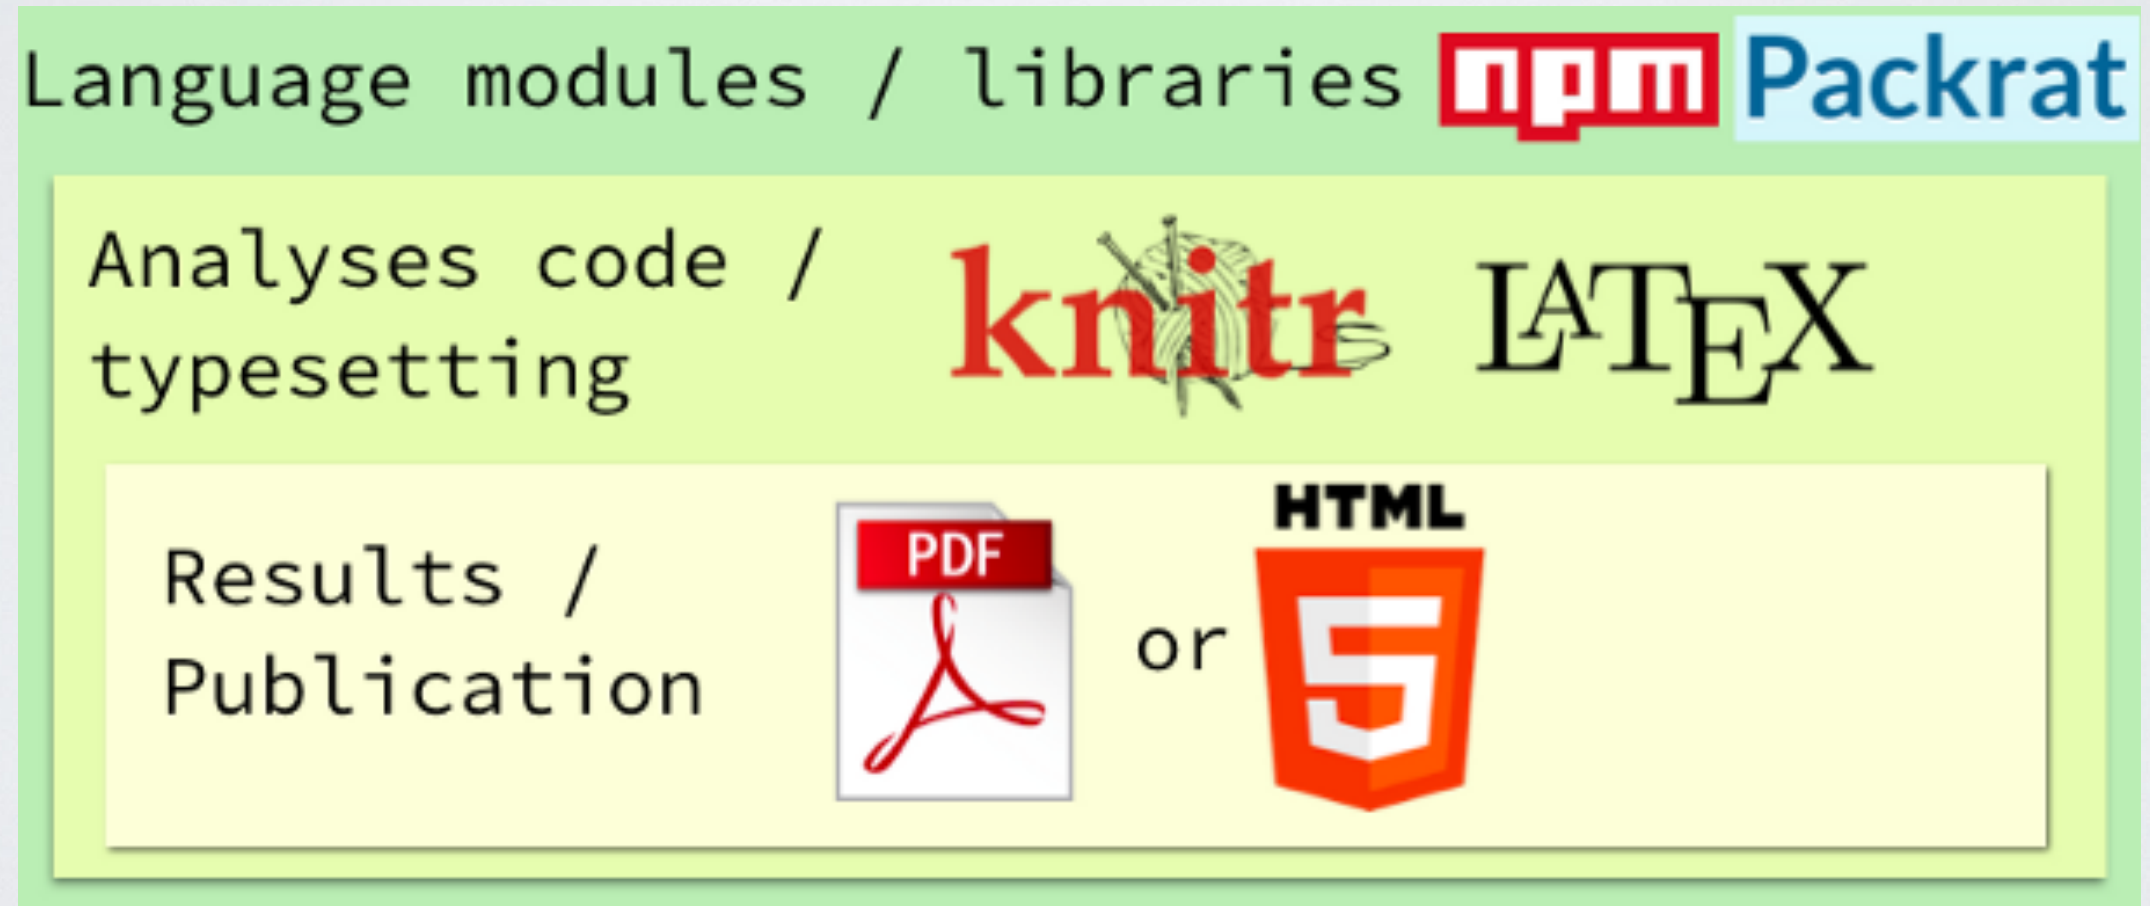 Language modules / libraries npm Packrat
Analyses code /
typesetting
knitr LATEX
Results /
Publication
PDF
or
HTML
5